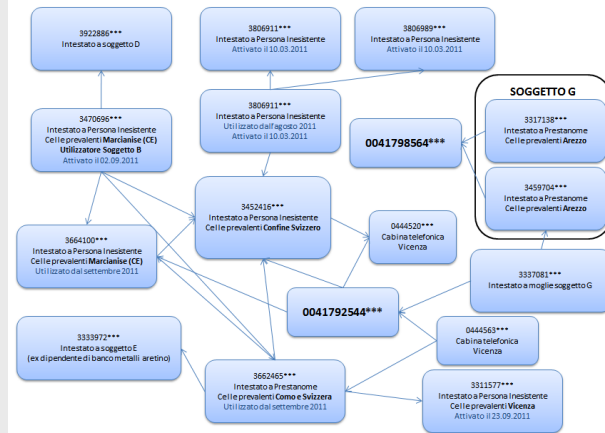 3922886***
Intestato a soggetto D
3806911***
Intestato a Persona Inesistente
Attivato il 10.03.2011
3806989***
Intestato a Persona Inesistente
Attivato il 10.03.2011
3470696***
Intestato a Persona Inesistente
Celle prevalenti Marcianise (CE)
Utilizzatore Soggetto B
Attivato il 02.09.2011
3806911***
Intestato a Persona Inesistente
Utilizzato dall'agosto 2011
Attivato il 10.03.2011
0041798564***
SOGGETTO G
3317138***
Intestato a Prestanome
Celle prevalenti Arezzo
3459704***
Intestato a Prestanome
Celle prevalenti Arezzo
3452416***
Intestato a Persona Inesistente
Celle prevalenti Confine Svizzero
0444520***
Cabina telefonica
Vicenza
3664100***
Intestato a Persona Inesistente
Celle prevalenti Marcianise (CE)
Utilizzato dal settembre 2011
0041792544***
3337081***
Intestato a moglie soggetto G
3333972***
Intestato a soggetto E
(ex dipendente di banco metalli aretino)
0444563***
Cabina telefonica
Vicenza
3662465***
Intestato a Prestanome
Celle prevalenti Como e Svizzera
Utilizzato dal settembre 2011
3311577***
Intestato a Persona Inesistente
Celle prevalenti Vicenza
Attivato il 23.09.2011